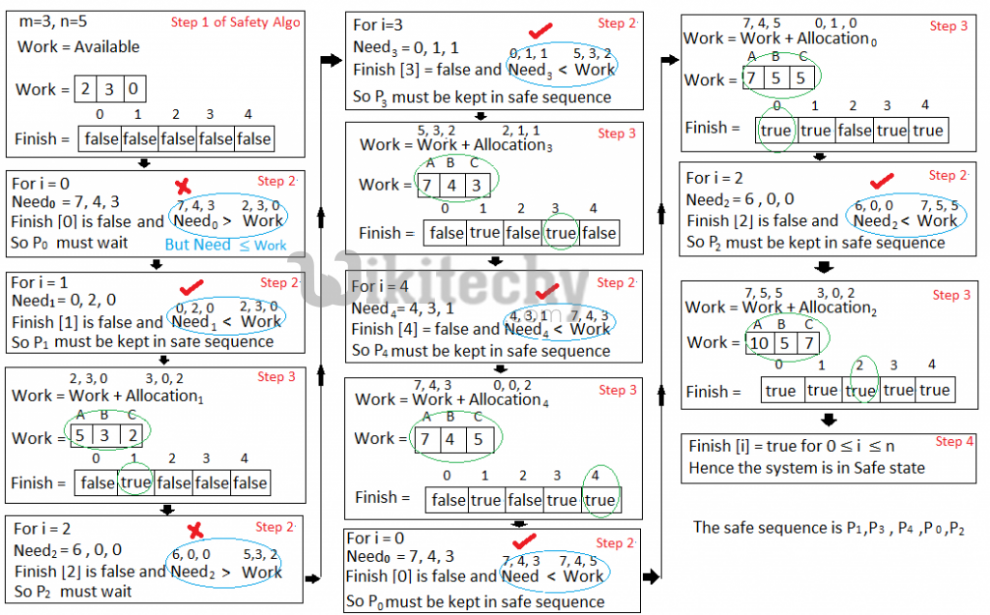 m=3, n=5
Step 1 of Safety Algo
Work = Available
Work = 2 3 0
0 1 2 3 4
Finish = false false false false false
For i = 0
Step 2
Need0 = 7, 4, 3
7, 4, 3 2, 3, 0
Finish [0] is false and Need0 > Work
So P0 must wait
But Need ≤ Work
For i = 1
Step 2
Need1 = 0, 2, 0
0, 2, 0 2, 3, 0
Finish [1] is false and Need1 < Work
So P1 must be kept in safe sequence
2, 3, 0 3, 0, 2
Step 3
Work = Work + Allocation1
A B C
Work = 5 3 2
0 1 2 3 4
Finish = false true false false false
For i = 2
Step 2
Need2 = 6 , 0, 0
6, 0, 0 5,3, 2
Finish [2] is false and Need2 > Work
So P2 must wait
For i=3
Step 2
Need3 = 0, 1, 1
0, 1, 1 5, 3, 2
Finish [3] = false and Need3 < Work
So P3 must be kept in safe sequence
5, 3, 2 2, 1, 1
Step 3
Work = Work + Allocation3
A B C
Work = 7 4 3
0 1 2 3 4
Finish = false true false true false
For i = 4
Step 2
Need4= 4, 3, 1
4, 3, 1 7, 4, 3
Finish [4] = false and Need4 < Work
So P4 must be kept in safe sequence
7, 4, 3 0, 0, 2
Step 3
Work = Work + Allocation4
A B C
Work = 7 4 5
0 1 2 3 4
Finish = false true false true true
For i = 0
Step 2
Need0 = 7, 4, 3
7, 4, 3 7, 4, 5
Finish [0] is false and Need < Work
So P0 must be kept in safe sequence
7, 4, 5 0, 1 , 0
Step 3
Work = Work + Allocation0
A B C
Work = 7 5 5
0 1 2 3 4
Finish = true true false true true
For i = 2
Step 2
Need2 = 6 , 0, 0
6, 0, 0 7, 5, 5
Finish [2] is false and Need2 < Work
So P2 must be kept in safe sequence
7, 5, 5 3, 0, 2
Step 3
Work = Work + Allocation2
A B C
Work = 10 5 7
0 1 2 3 4
Finish = true true true true true
Finish [i] = true for 0 ≤ i ≤ n
Step 4
Hence the system is in Safe state
The safe sequence is P1,P3 , P4 ,P0,P2
Wikitechy
.com